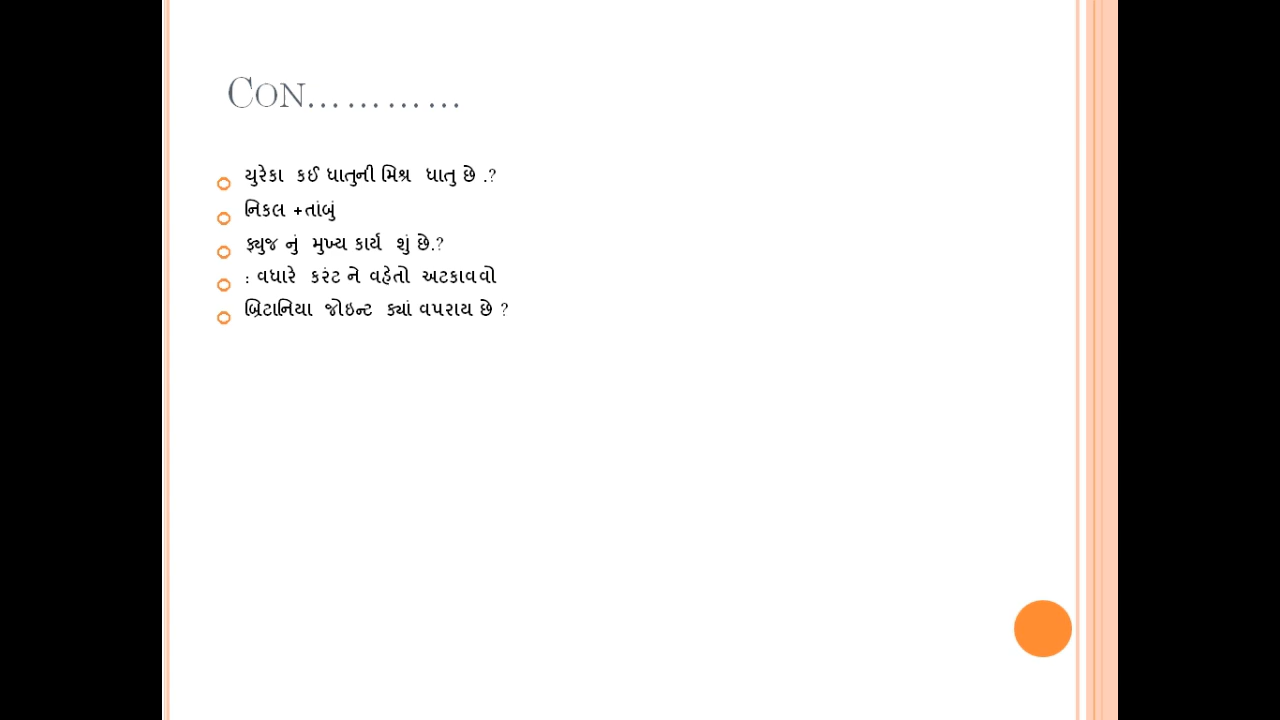 CON…………
યુરેકા કઈ ધાતુની મિશ્ર ધાતુ છે .?
નિકલ +તાંબું
ફ્યુજ નું મુખ્ય કાર્ય શું છે.?
: વધારે કરંટ ને વહેતો અટકાવવો
બ્રિટાનિયા જોઇન્ટ ક્યાં વપરાય છે ?